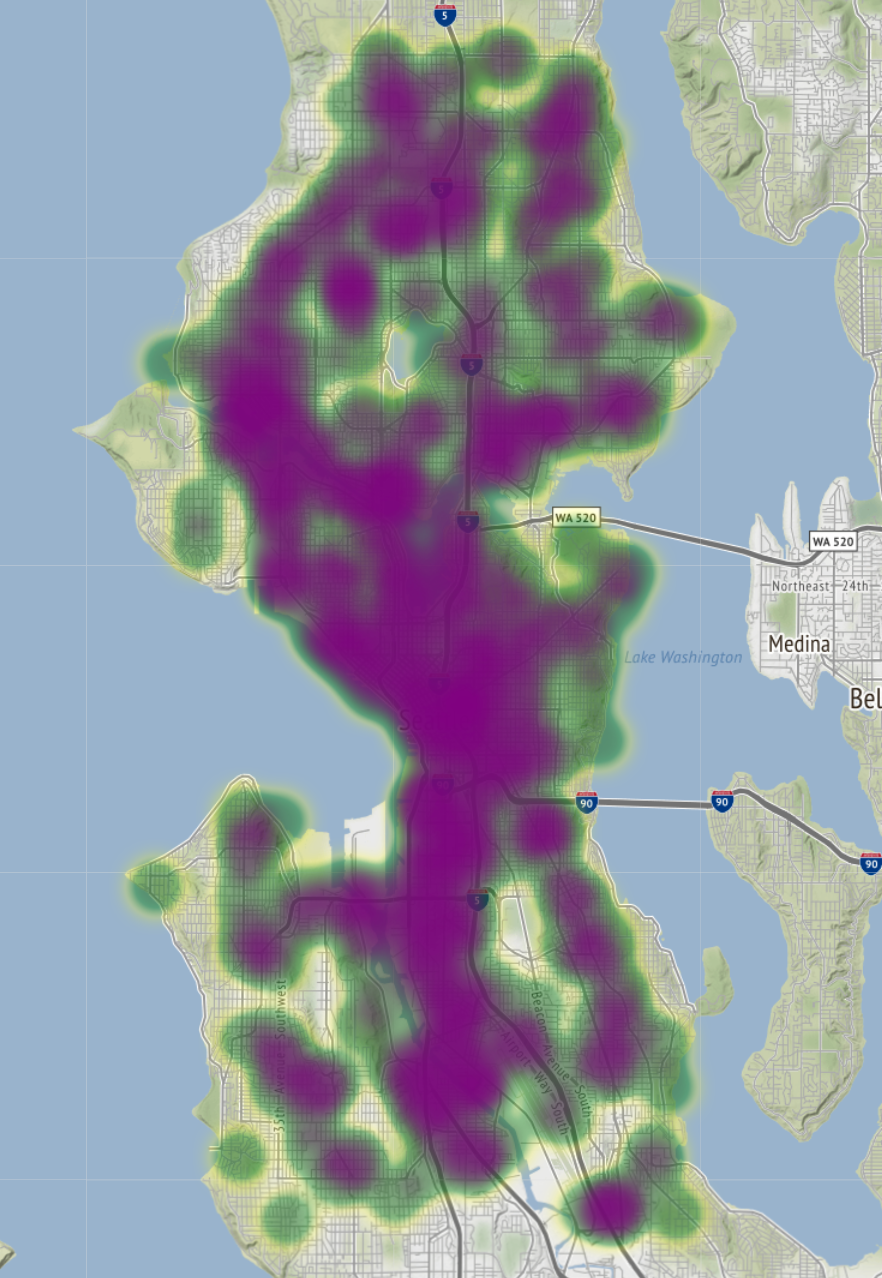 5
5
5
5
WA 520
WA 520
Northeast 24th
Medina
Lake Washington
Bel
S
90
90
90
5
35th Avenue Southwest
Beacon Avenue South
Airport Way South